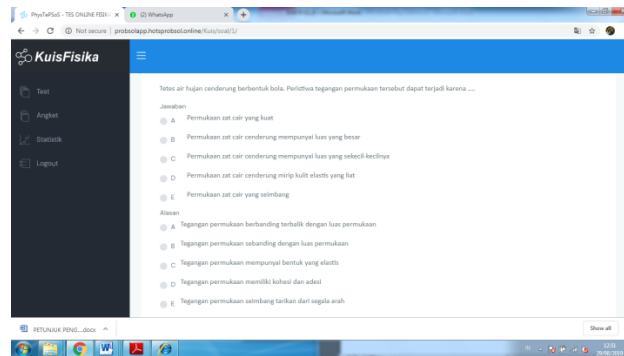 PhysTePSoS - TES ONLINE FISIK
(2) WhatsApp
Not secure | probsolapp.hotsprobsol.online/Kuis/soal/1/
KuisFisika
Test
Angket
Statistik
Logout
Tetes air hujan cenderung berbentuk bola. Peristiwa tegangan permukaan tersebut dapat terjadi karena ....
Jawaban
A Permukaan zat cair yang kuat
B Permukaan zat cair cenderung mempunyai luas yang besar
C Permukaan zat cair cenderung mempunyai luas yang sekecil-kecilnya
D Permukaan zat cair cenderung mirip kulit elastis yang liat
E Permukaan zat cair yang seimbang
Alasan
A Tegangan permukaan berbanding terbalik dengan luas permukaan
B Tegangan permukaan sebanding dengan luas permukaan
C Tegangan permukaan mempunyai bentuk yang elastis
D Tegangan permukaan memiliki kohesi dan adesi
E Tegangan permukaan seimbang tarikan dari segala arah
PETUNJUK PENG....docx
Show all
12:51